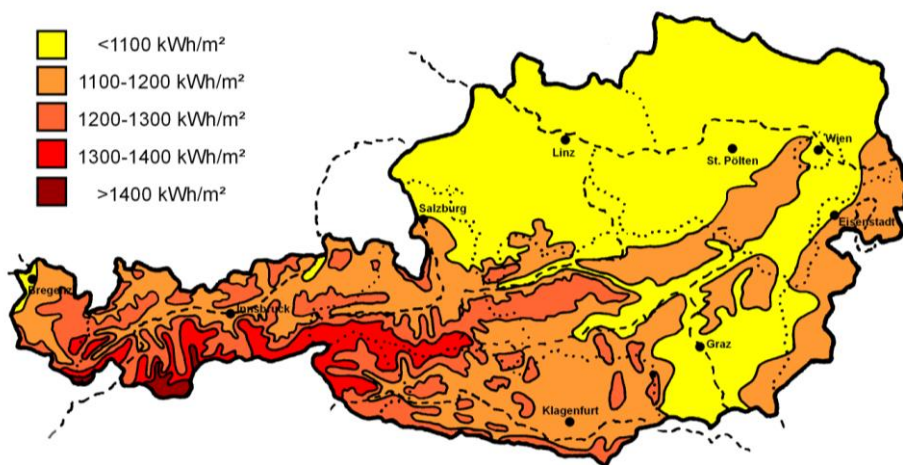 <1100 kWh/m²
1100-1200 kWh/m²
1200-1300 kWh/m²
1300-1400 kWh/m²
>1400 kWh/m²
Linz
St. Pölten
Wien
Salzburg
Eisenstadt
Bregenz
Innsbruck
Graz
Klagenfurt